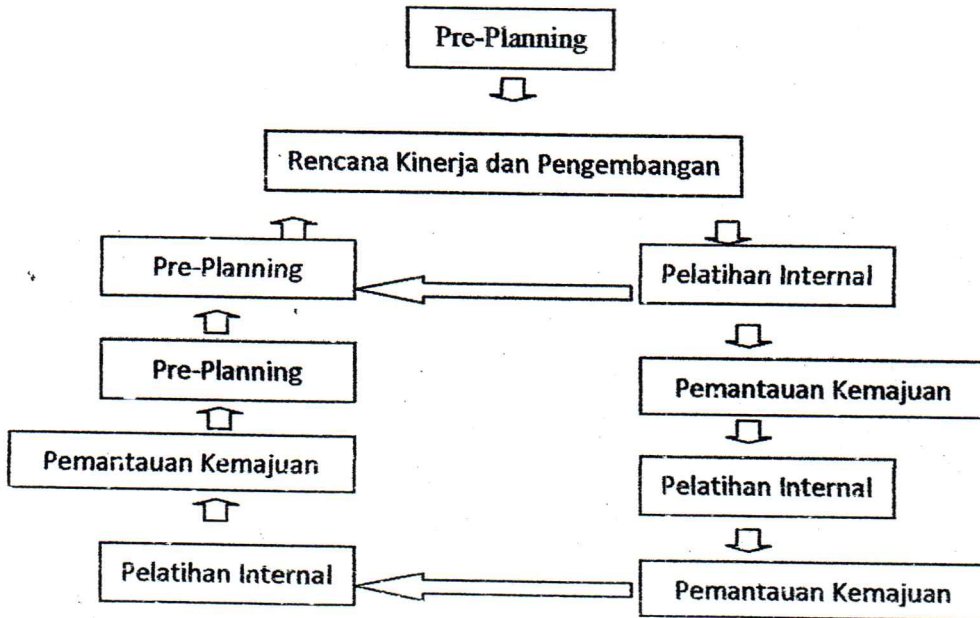 Pre-Planning
Rencana Kinerja dan Pengembangan
Pre-Planning
Pelatihan Internal
Pre-Planning
Pemantauan Kemajuan
Pemantauan Kemajuan
Pelatihan Internal
Pelatihan Internal
Pemantauan Kemajuan